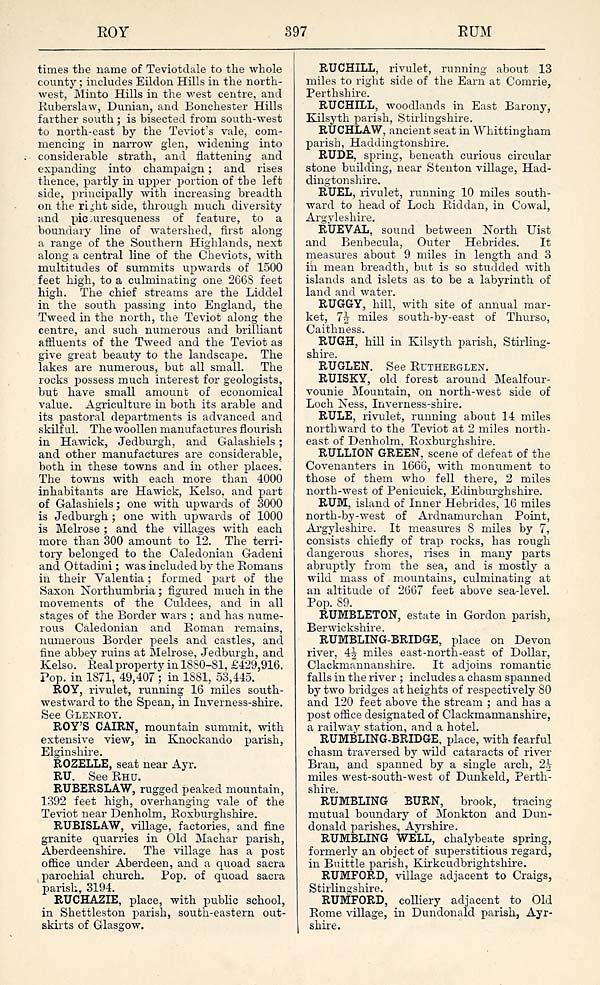 ROY 397 RUM
times the name of Teviotdale to the whole
county; includes Eildon Hills in the north-
west, Minto Hills in the west centre, and
Ruberslaw, Dunian, and Bonchester Hills
farther south; is bisected from south-west
to north-east by the Teviot's vale, com-
mencing in narrow glen, widening into
considerable strath, and flattening and
expanding into champaign; and rises
thence, partly in upper portion of the left
side, principally with increasing breadth
on the right side, through much diversity
and picturesqueness of feature, to a
boundary line of watershed, first along
a range of the Southern Highlands, next
along a central line of the Cheviots, with
multitudes of summits upwards of 1500
feet high, to a culminating one 2668 feet
high. The chief streams are the Liddel
in the south passing into England, the
Tweed in the north, the Teviot along the
centre, and such numerous and brilliant
affluents of the Tweed and the Teviot as
give great beauty to the landscape. The
lakes are numerous, but all small. The
rocks possess much interest for geologists,
but have small amount of economical
value. Agriculture in both its arable and
its pastoral departments is advanced and
skilful. The woollen manufactures flourish
in Hawick, Jedburgh, and Galashiels;
and other manufactures are considerable,
both in these towns and in other places.
The towns with each more than 4000
inhabitants are Hawick, Kelso, and part
of Galashiels; one with upwards of 3000
is Jedburgh; one with upwards of 1000
is Melrose; and the villages with each
more than 300 amount to 12. The terri-
tory belonged to the Caledonian Gadeni
and Ottadini; was included by the Romans
in their Valentia; formed part of the
Saxon Northumbria; figured much in the
movements of the Culdees, and in all
stages of the Border wars; and has nume-
rous Caledonian and Roman remains,
numerous Border peels and castles, and
fine abbey ruins at Melrose, Jedburgh, and
Kelso. Real property in 1880-81, £429,916.
Pop. in 1871, 49,407; in 1881, 53,445.
ROY, rivulet, running 16 miles south-
westward to the Spean, in Inverness-shire.
See GLENROY.
ROY'S CAIRN, mountain summit, with
extensive view, in Knockando parish,
Elginshire.
ROZELLE, seat near Ayr.
RU. See RHU.
RUBERSLAW, rugged peaked mountain,
1392 feet high, overhanging vale of the
Teviot near Denholm, Roxburghshire.
RUBISLAW, village, factories, and fine
granite quarries in Old Machar parish,
Aberdeenshire. The village has a post
office under Aberdeen, and a quoad sacra
parochial church. Pop. of quoad sacra
parish, 3194.
RUCHAZIE, place, with public school,
in Shettleston parish, south-eastern out-
skirts of Glasgow.
RUCHILL, rivulet, running about 13
miles to right side of the Earn at Comrie,
Perthshire.
RUCHILL, woodlands in East Barony,
Kilsyth parish, Stirlingshire.
RUCHLAW, ancient seat in Whittingham
parish, Haddingtonshire.
RUDE, spring, beneath curious circular
stone building, near Stenton village, Had-
dingtonshire.
RUEL, rivulet, running 10 miles south-
ward to head of Loch Riddan, in Cowal,
Argyleshire.
RUEVAL, sound between North Uist
and Benbecula, Outer Hebrides. It
measures about 9 miles in length and 3
in mean breadth, but is so studded with
islands and islets as to be a labyrinth of
land and water.
RUGGY, hill, with site of annual mar-
ket, 7½ miles south-by-east of Thurso,
Caithness.
RUGH, hill in Kilsyth parish, Stirling-
shire.
RUGLEN. See RUTHERGLEN.
RUISKY, old forest around Mealfour-
vounie Mountain, on north-west side of
Loch Ness, Inverness-shire.
RULE, rivulet, running about 14 miles
northward to the Teviot at 2 miles north-
east of Denholm, Roxburghshire.
RULLION GREEN, scene of defeat of the
Covenanters in 1666, with monument to
those of them who fell there, 2 miles
north-west of Penicuick, Edinburghshire.
RUM, island of Inner Hebrides, 16 miles
north-by-west of Ardnamurchan Point,
Argyleshire. It measures 8 miles by 7,
consists chiefly of trap rocks, has rough
dangerous shores, rises in many parts
abruptly from the sea, and is mostly a
wild mass of mountains, culminating at
an altitude of 2667 feet above sea-level.
Pop. 89.
RUMBLETON, estate in Gordon parish,
Berwickshire.
RUMBLING-BRIDGE, place on Devon
river, 4½ miles east-north-east of Dollar,
Clackmannanshire. It adjoins romantic
falls in the river; includes a chasm spanned
by two bridges at heights of respectively 80
and 120 feet above the stream; and has a
post office designated of Clackmannanshire,
a railway station, and a hotel.
RUMBLING-BRIDGE, place, with fearful
chasm traversed by wild cataracts of river
Bran, and spanned by a single arch, 2½
miles west-south-west of Dunkeld, Perth-
shire.
RUMBLING BURN, brook, tracing
mutual boundary of Monkton and Dun-
donald parishes, Ayrshire.
RUMBLING WELL, chalybeate spring,
formerly an object of superstitious regard,
in Buittle parish, Kirkcudbrightshire.
RUMFORD, village adjacent to Craigs,
Stirlingshire.
RUMFORD, colliery adjacent to Old
Rome village, in Dundonald parish, Ayr-
shire.